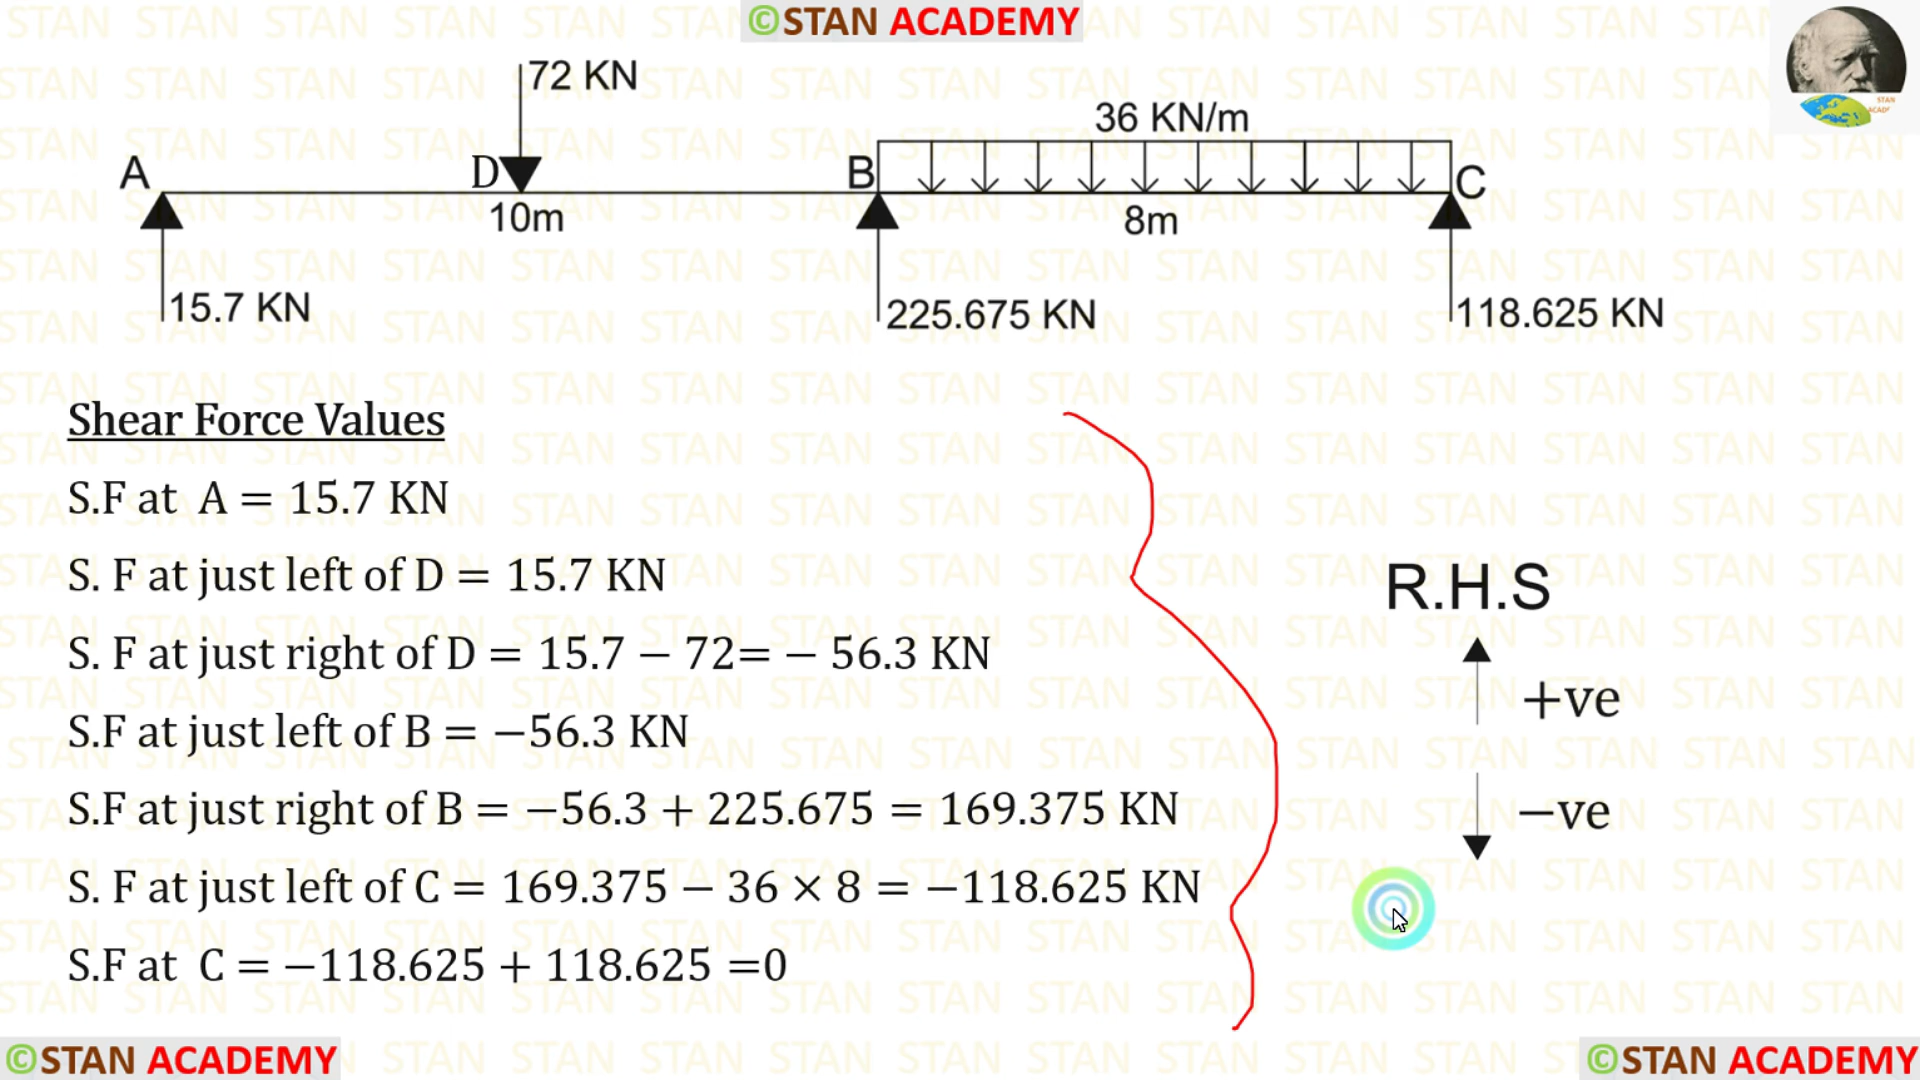 ©STAN ACADEMY
72 KN
36 KN/m
A
D
B
C
10m
8m
15.7 KN
225.675 KN
118.625 KN
Shear Force Values
S.F at A = 15.7 KN
S. F at just left of D = 15.7 KN
S. F at just right of D = 15.7 − 72= − 56.3 KN
S.F at just left of B = −56.3 KN
S.F at just right of B = −56.3 + 225.675 = 169.375 KN
S. F at just left of C = 169.375 − 36 × 8 = −118.625 KN
S.F at C = −118.625 + 118.625 =0
R.H.S
+ve
−ve
©STAN ACADEMY
©STAN ACADEMY